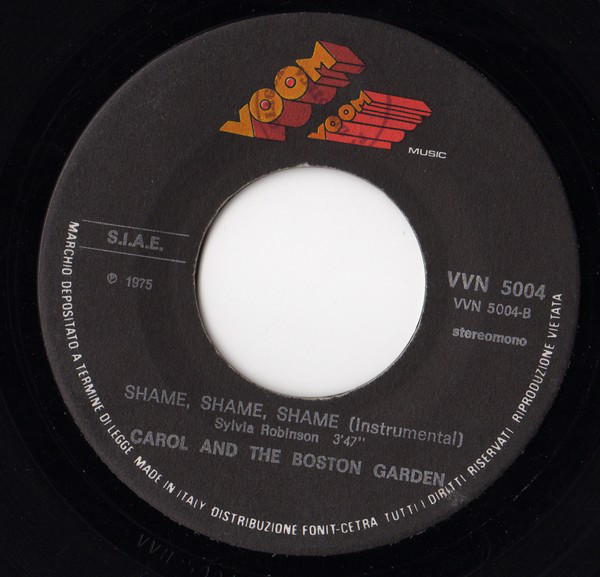 VOOM
VOOM
MUSIC
S.I.A.E.
℗ 1975
VVN 5004
VVN 5004-B
stereomono
SHAME, SHAME, SHAME (Instrumental)
Sylvia Robinson 3'47"
CAROL AND THE BOSTON GARDEN
MARCHIO DEPOSITATO A TERMINE DI LEGGE MADE IN ITALY DISTRIBUZIONE FONIT-CETRA TUTTI I DIRITTI RISERVATI RIPRODUZIONE VIETATA